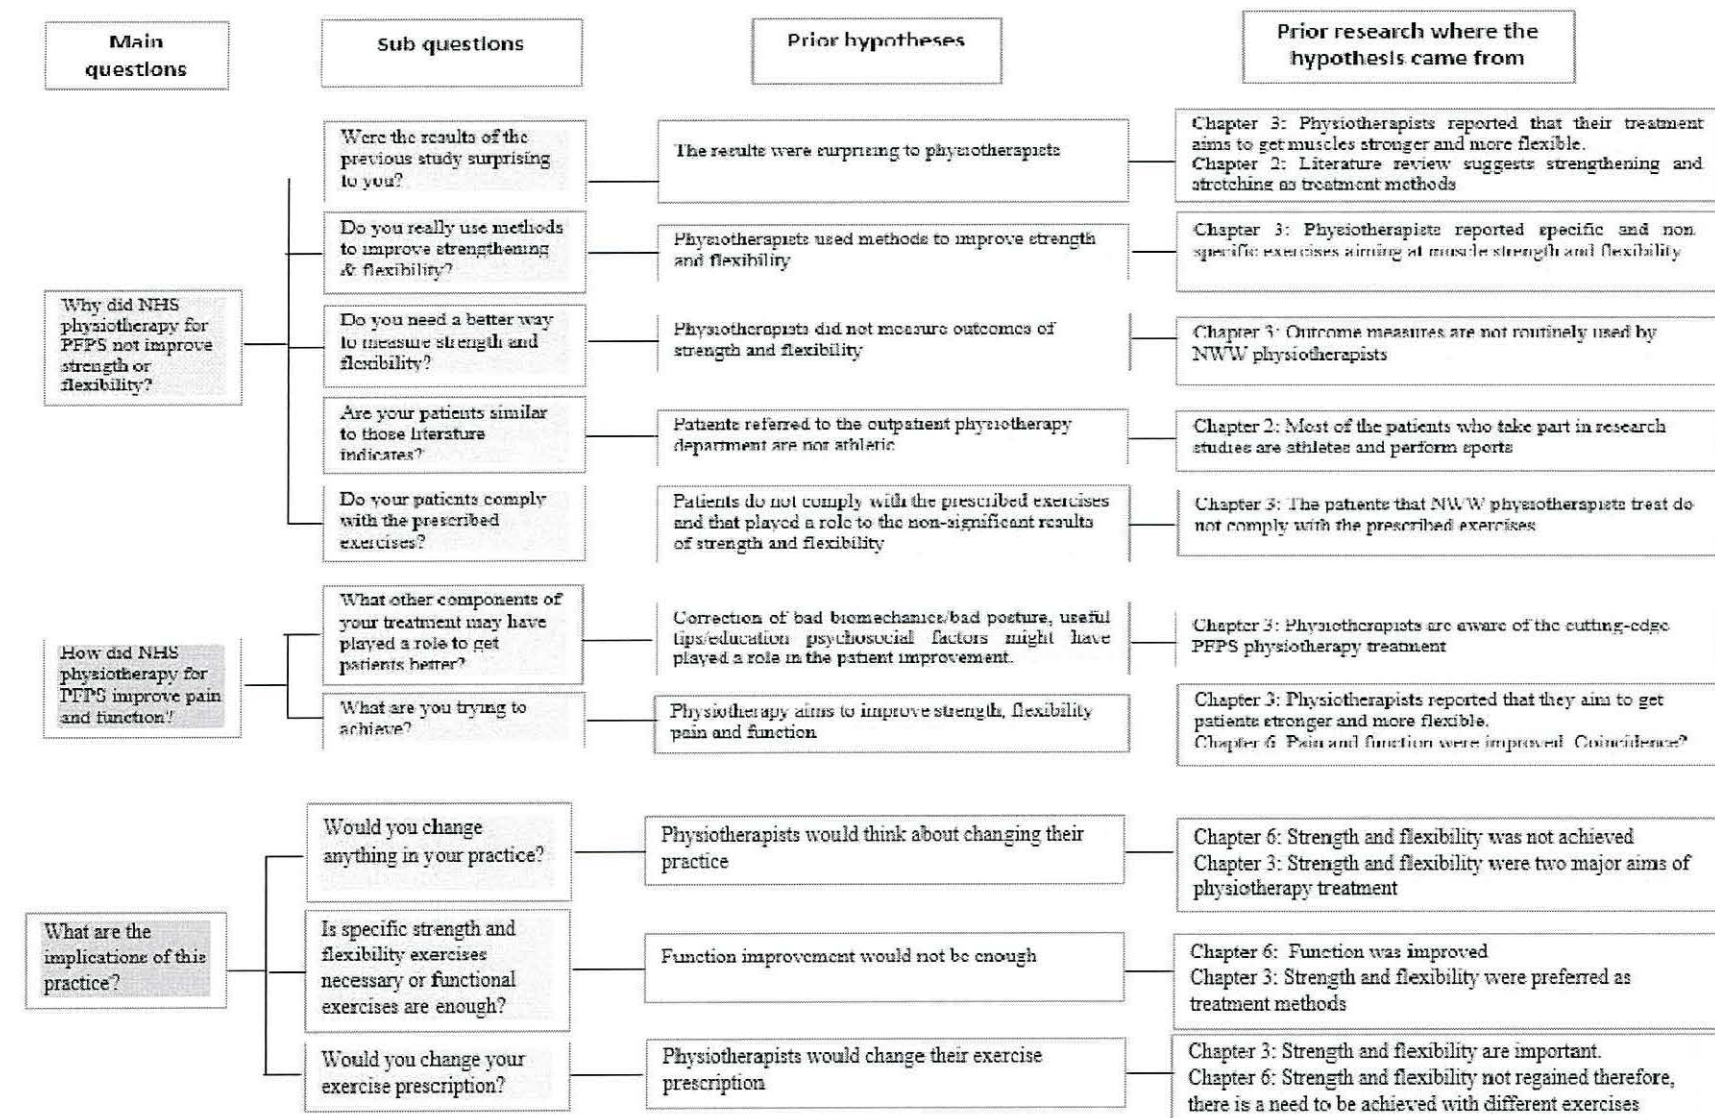 Main
questions
Sub questions
Prior hypotheses
Prior research where the
hypothesis came from
Why did NHS
physiotherapy for
PFPS not improve
strength or
flexibility?
Were the results of the
previous study surprising
to you?
The results were surprising to physiotherapists
Chapter 3: Physiotherapists reported that their treatment
aims to get muscles stronger and more flexible.
Chapter 2: Literature review suggests strengthening and
stretching as treatment methods
Do you really use methods
to improve strengthening
& flexibility?
Physiotherapists used methods to improve strength
and flexibility
Chapter 3: Physiotherapists reported specific and non
specific exercises aiming at muscle strength and flexibility
Do you need a better way
to measure strength and
flexibility?
Physiotherapists did not measure outcomes of
strength and flexibility
Chapter 3: Outcome measures are not routinely used by
NWW physiotherapists
Are your patients similar
to those literature
indicates?
Patients referred to the outpatient physiotherapy
department are not athletic
Chapter 2: Most of the patients who take part in research
studies are athletes and perform sports
Do your patients comply
with the prescribed
exercises?
Patients do not comply with the prescribed exercises
and that played a role to the non-significant results
of strength and flexibility
Chapter 3: The patients that NWW physiotherapists treat do
not comply with the prescribed exercises
How did NHS
physiotherapy for
PFPS improve pain
and function?
What other components of
your treatment may have
played a role to get
patients better?
Correction of bad biomechanics/bad posture, useful
tips/education psychosocial factors might have
played a role in the patient improvement.
Chapter 3: Physiotherapists are aware of the cutting-edge
PFPS physiotherapy treatment
What are you trying to
achieve?
Physiotherapy aims to improve strength, flexibility
pain and function
Chapter 3: Physiotherapists reported that they aim to get
patients stronger and more flexible.
Chapter 6: Pain and function were improved. Coincidence?
What are the
implications of this
practice?
Would you change
anything in your practice?
Physiotherapists would think about changing their
practice
Chapter 6: Strength and flexibility was not achieved
Chapter 3: Strength and flexibility were two major aims of
physiotherapy treatment
Is specific strength and
flexibility exercises
necessary or functional
exercises are enough?
Function improvement would not be enough
Chapter 6: Function was improved
Chapter 3: Strength and flexibility were preferred as
treatment methods
Would you change your
exercise prescription?
Physiotherapists would change their exercise
prescription
Chapter 3: Strength and flexibility are important.
Chapter 6: Strength and flexibility not regained therefore,
there is a need to be achieved with different exercises